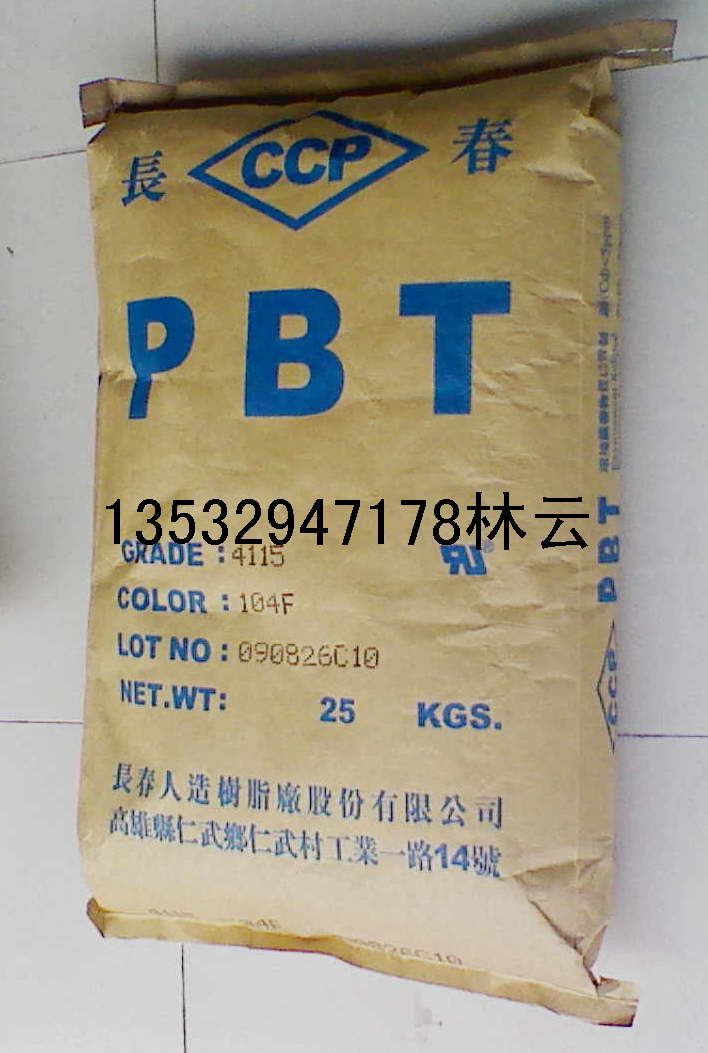 長 CCP 春
PBT
13532947178林云
GRADE：4115
COLOR：104F
LOT NO：090826C10
NET.WT： 25 KGS.
長春人造樹脂廠股份有限公司
高雄縣仁武鄉仁武村工業一路14號
PBT
CCP
4115 104F 090826C10